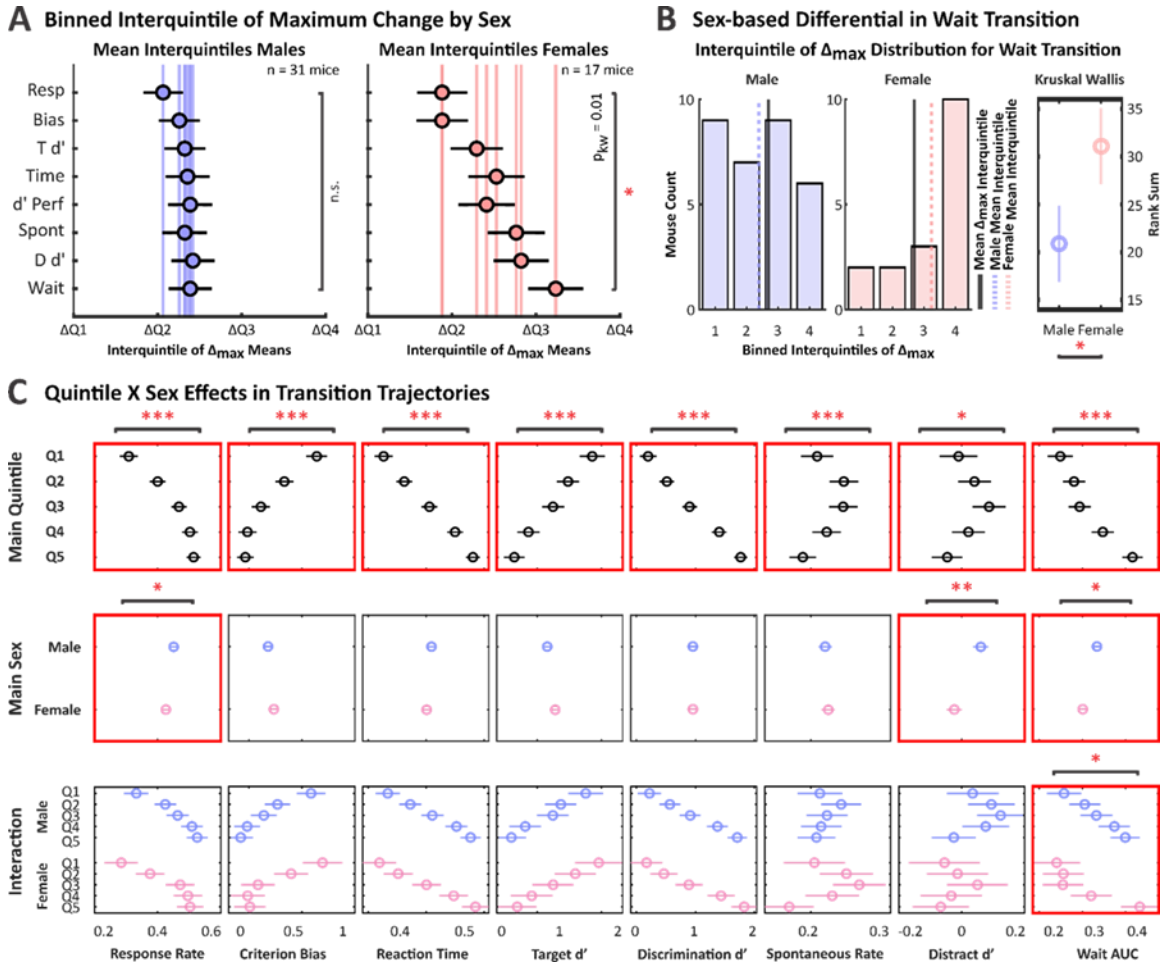 A Binned Interquintile of Maximum Change by Sex
Mean Interquintiles Males
n = 31 mice
Resp
Bias
T d'
Time
d' Perf
Spont
D d'
Wait
n.s.
ΔQ1 ΔQ2 ΔQ3 ΔQ4
Interquintile of Δmax Means
Mean Interquintiles Females
n = 17 mice
pkw = 0.01
*
ΔQ1 ΔQ2 ΔQ3 ΔQ4
Interquintile of Δmax Means
B Sex-based Differential in Wait Transition
Interquintile of Δmax Distribution for Wait Transition
Male
Female
Mouse Count
10
5
0
1 2 3 4
10
5
0
1 2 3 4
Binned Interquintiles of Δmax
Mean Δmax Interquintile
Male Mean Interquintile
Female Mean Interquintile
Kruskal Wallis
35
30
25
20
15
Rank Sum
Male Female
*
C Quintile X Sex Effects in Transition Trajectories
*** *** *** *** *** *** * ***
Main Quintile
Q1
Q2
Q3
Q4
Q5
* ** *
Main Sex
Male
Female
*
Interaction
Male
Q1
Q2
Q3
Q4
Q5
Female
Q1
Q2
Q3
Q4
Q5
0.2 0.4 0.6
Response Rate
0 0.5 1
Criterion Bias
0.4 0.5
Reaction Time
0 1 2
Target d'
0 1 2
Discrimination d'
0.2 0.3
Spontaneous Rate
-0.2 0 0.2
Distract d'
0.2 0.3 0.4
Wait AUC